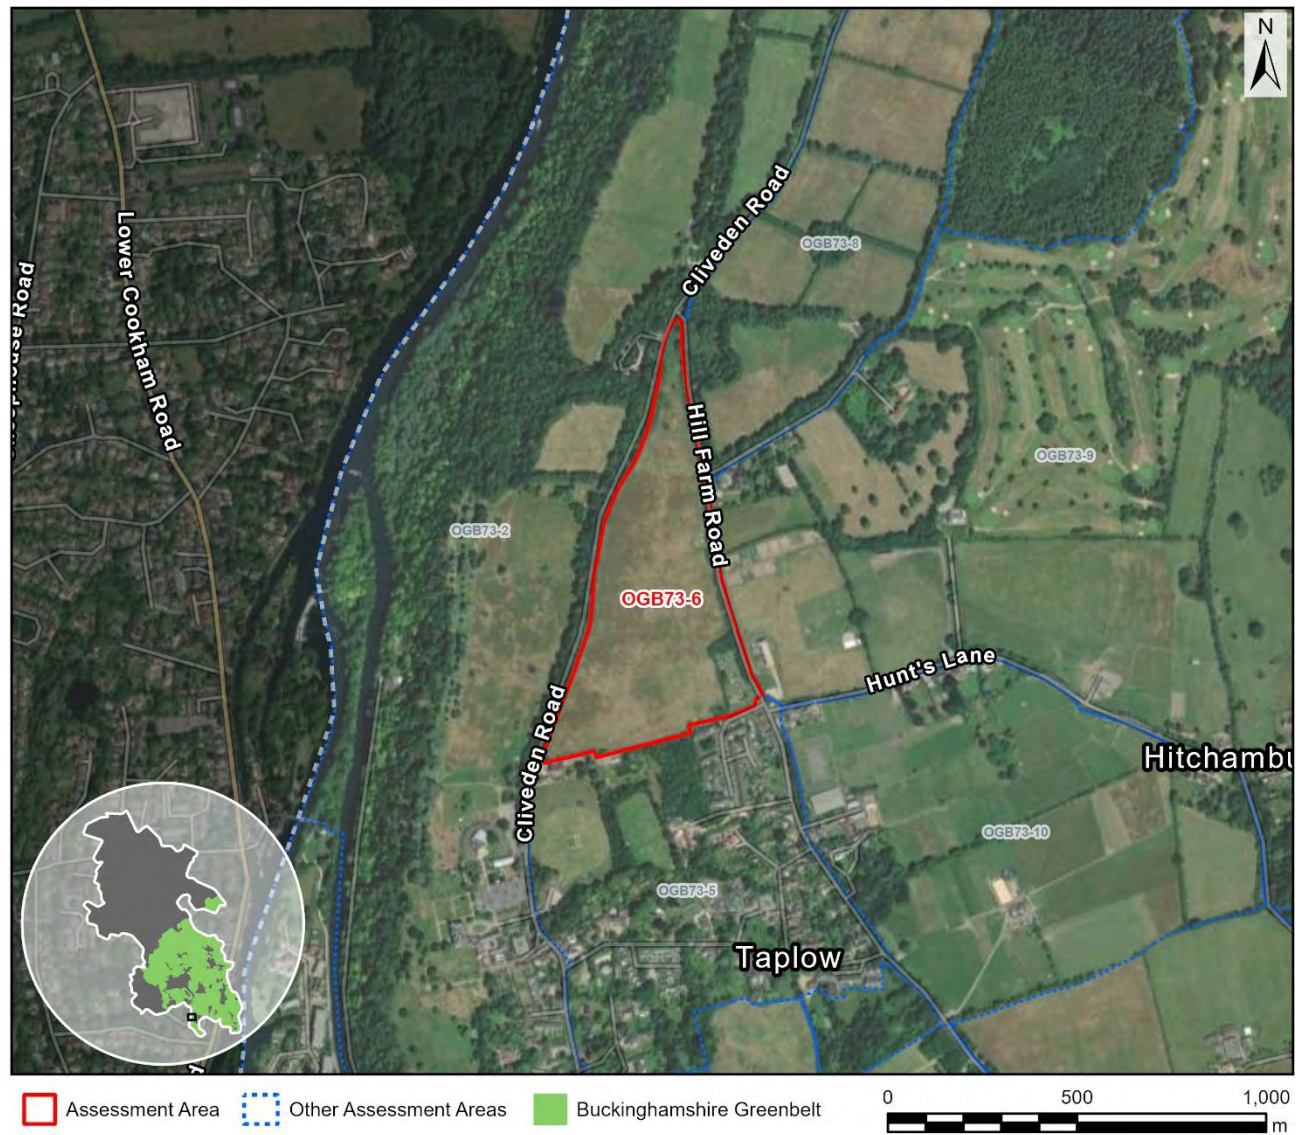 N
Cliveden Road
OGB73-8
Lower Cookham Road
house Road
Hill Farm Road
OGB73-9
OGB73-2
OGB73-6
Hunt's Lane
Cliveden Road
Hitchambu
OGB73-10
OGB73-5
Taplow
d
Assessment Area
Other Assessment Areas
Buckinghamshire Greenbelt
0 500 1,000
m